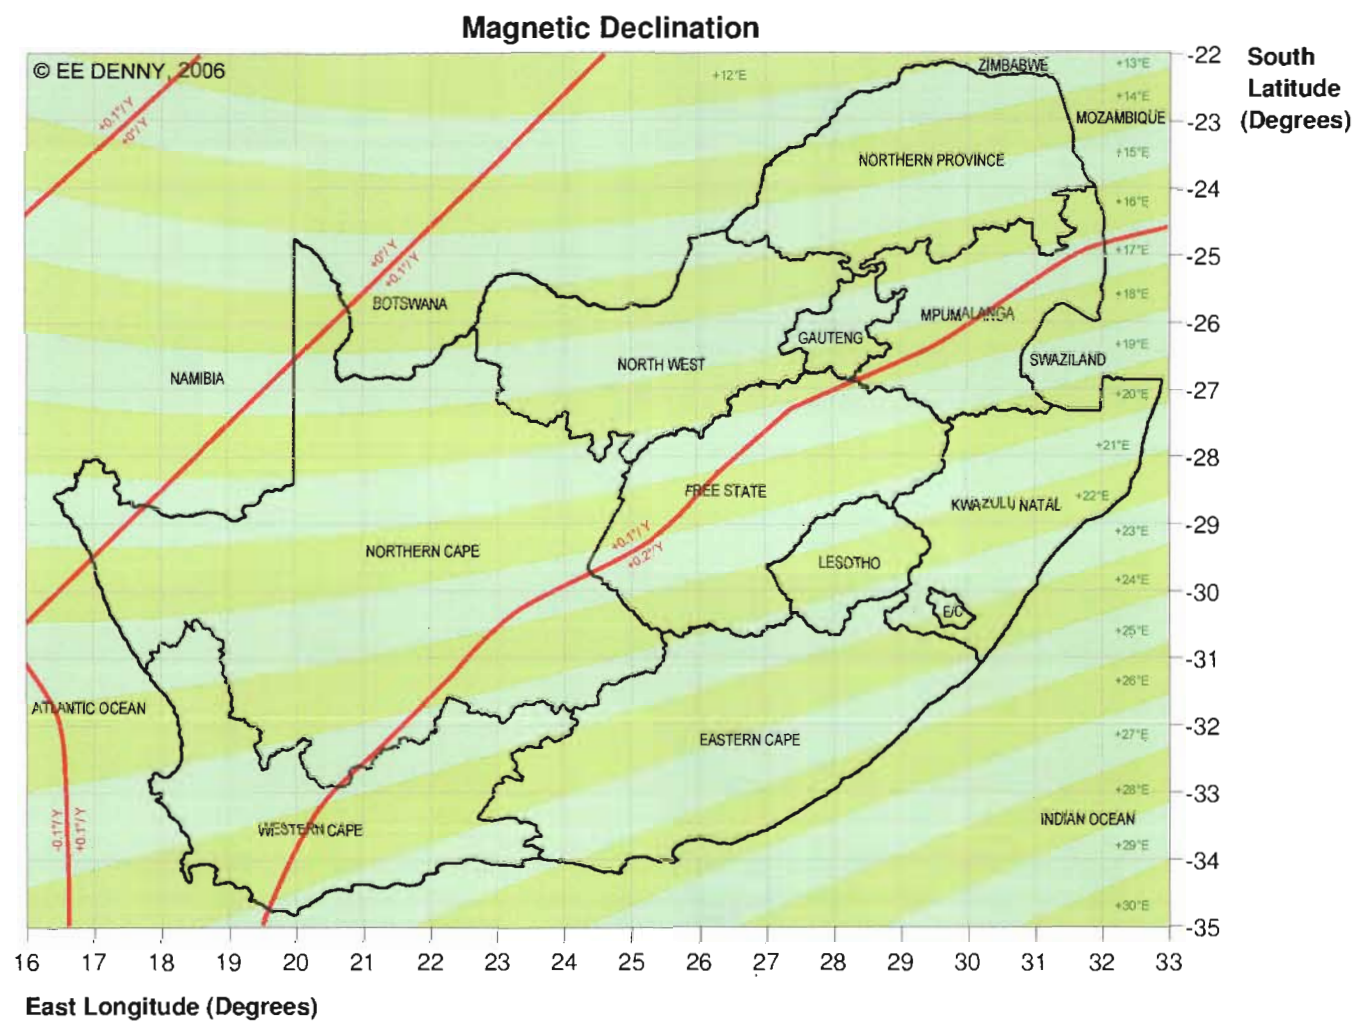 Magnetic Declination
© EE DENNY, 2006
-22
South
Latitude
(Degrees)
ZIMBABWE
+13°E
+12°E
+14°E
+0.1°/Y
+0°/Y
MOZAMBIQUE
-23
NORTHERN PROVINCE
+15°E
-24
+16°E
+0°/Y
+0.1°/Y
+17°E
-25
BOTSWANA
+18°E
MPUMALANGA
-26
GAUTENG
+19°E
NAMIBIA
NORTH WEST
SWAZILAND
-27
+20°E
+21°E
-28
FREE STATE
+22°E
KWAZULU NATAL
-29
+23°E
+0.1°/Y
+0.2°/Y
NORTHERN CAPE
LESOTHO
+24°E
-30
E/C
+25°E
-31
+26°E
ATLANTIC OCEAN
-32
EASTERN CAPE
+27°E
-33
+28°E
-0.1°/Y
+0.1°/Y
WESTERN CAPE
INDIAN OCEAN
+29°E
-34
+30°E
-35
16 17 18 19 20 21 22 23 24 25 26 27 28 29 30 31 32 33
East Longitude (Degrees)